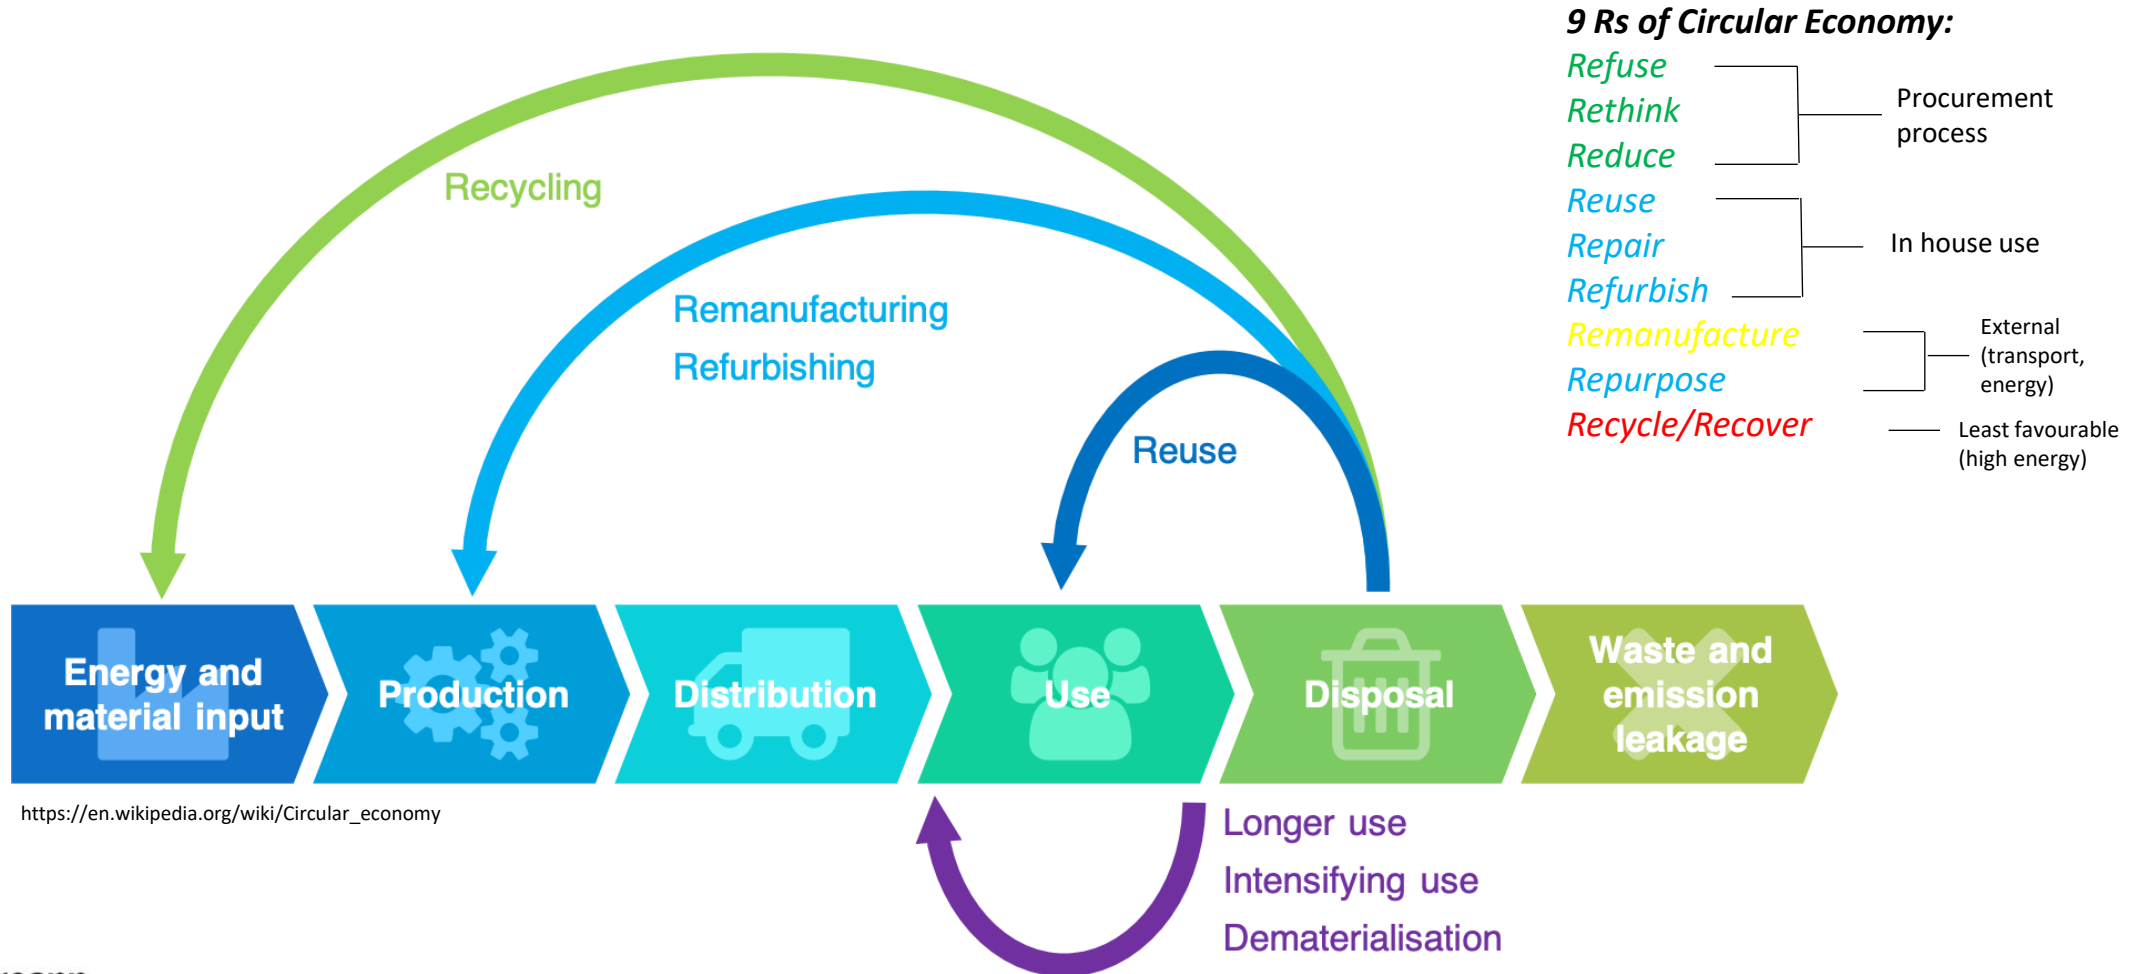 9 Rs of Circular Economy:
Refuse
Rethink
Reduce
Procurement
process
Reuse
Repair
Refurbish
In house use
Remanufacture
Repurpose
External
(transport,
energy)
Recycle/Recover
Least favourable
(high energy)
Recycling
Remanufacturing
Refurbishing
Reuse
Energy and
material input
Production
Distribution
Use
Disposal
Waste and
emission
leakage
https://en.wikipedia.org/wiki/Circular_economy
Longer use
Intensifying use
Dematerialisation